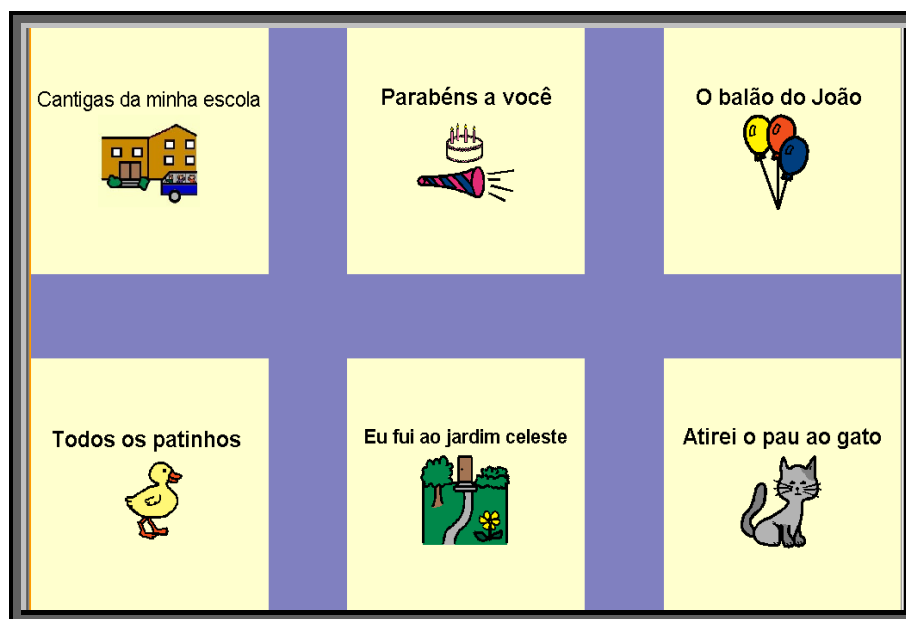 Cantigas da minha escola
Parabéns a você
O balão do João
Todos os patinhos
Eu fui ao jardim celeste
Atirei o pau ao gato